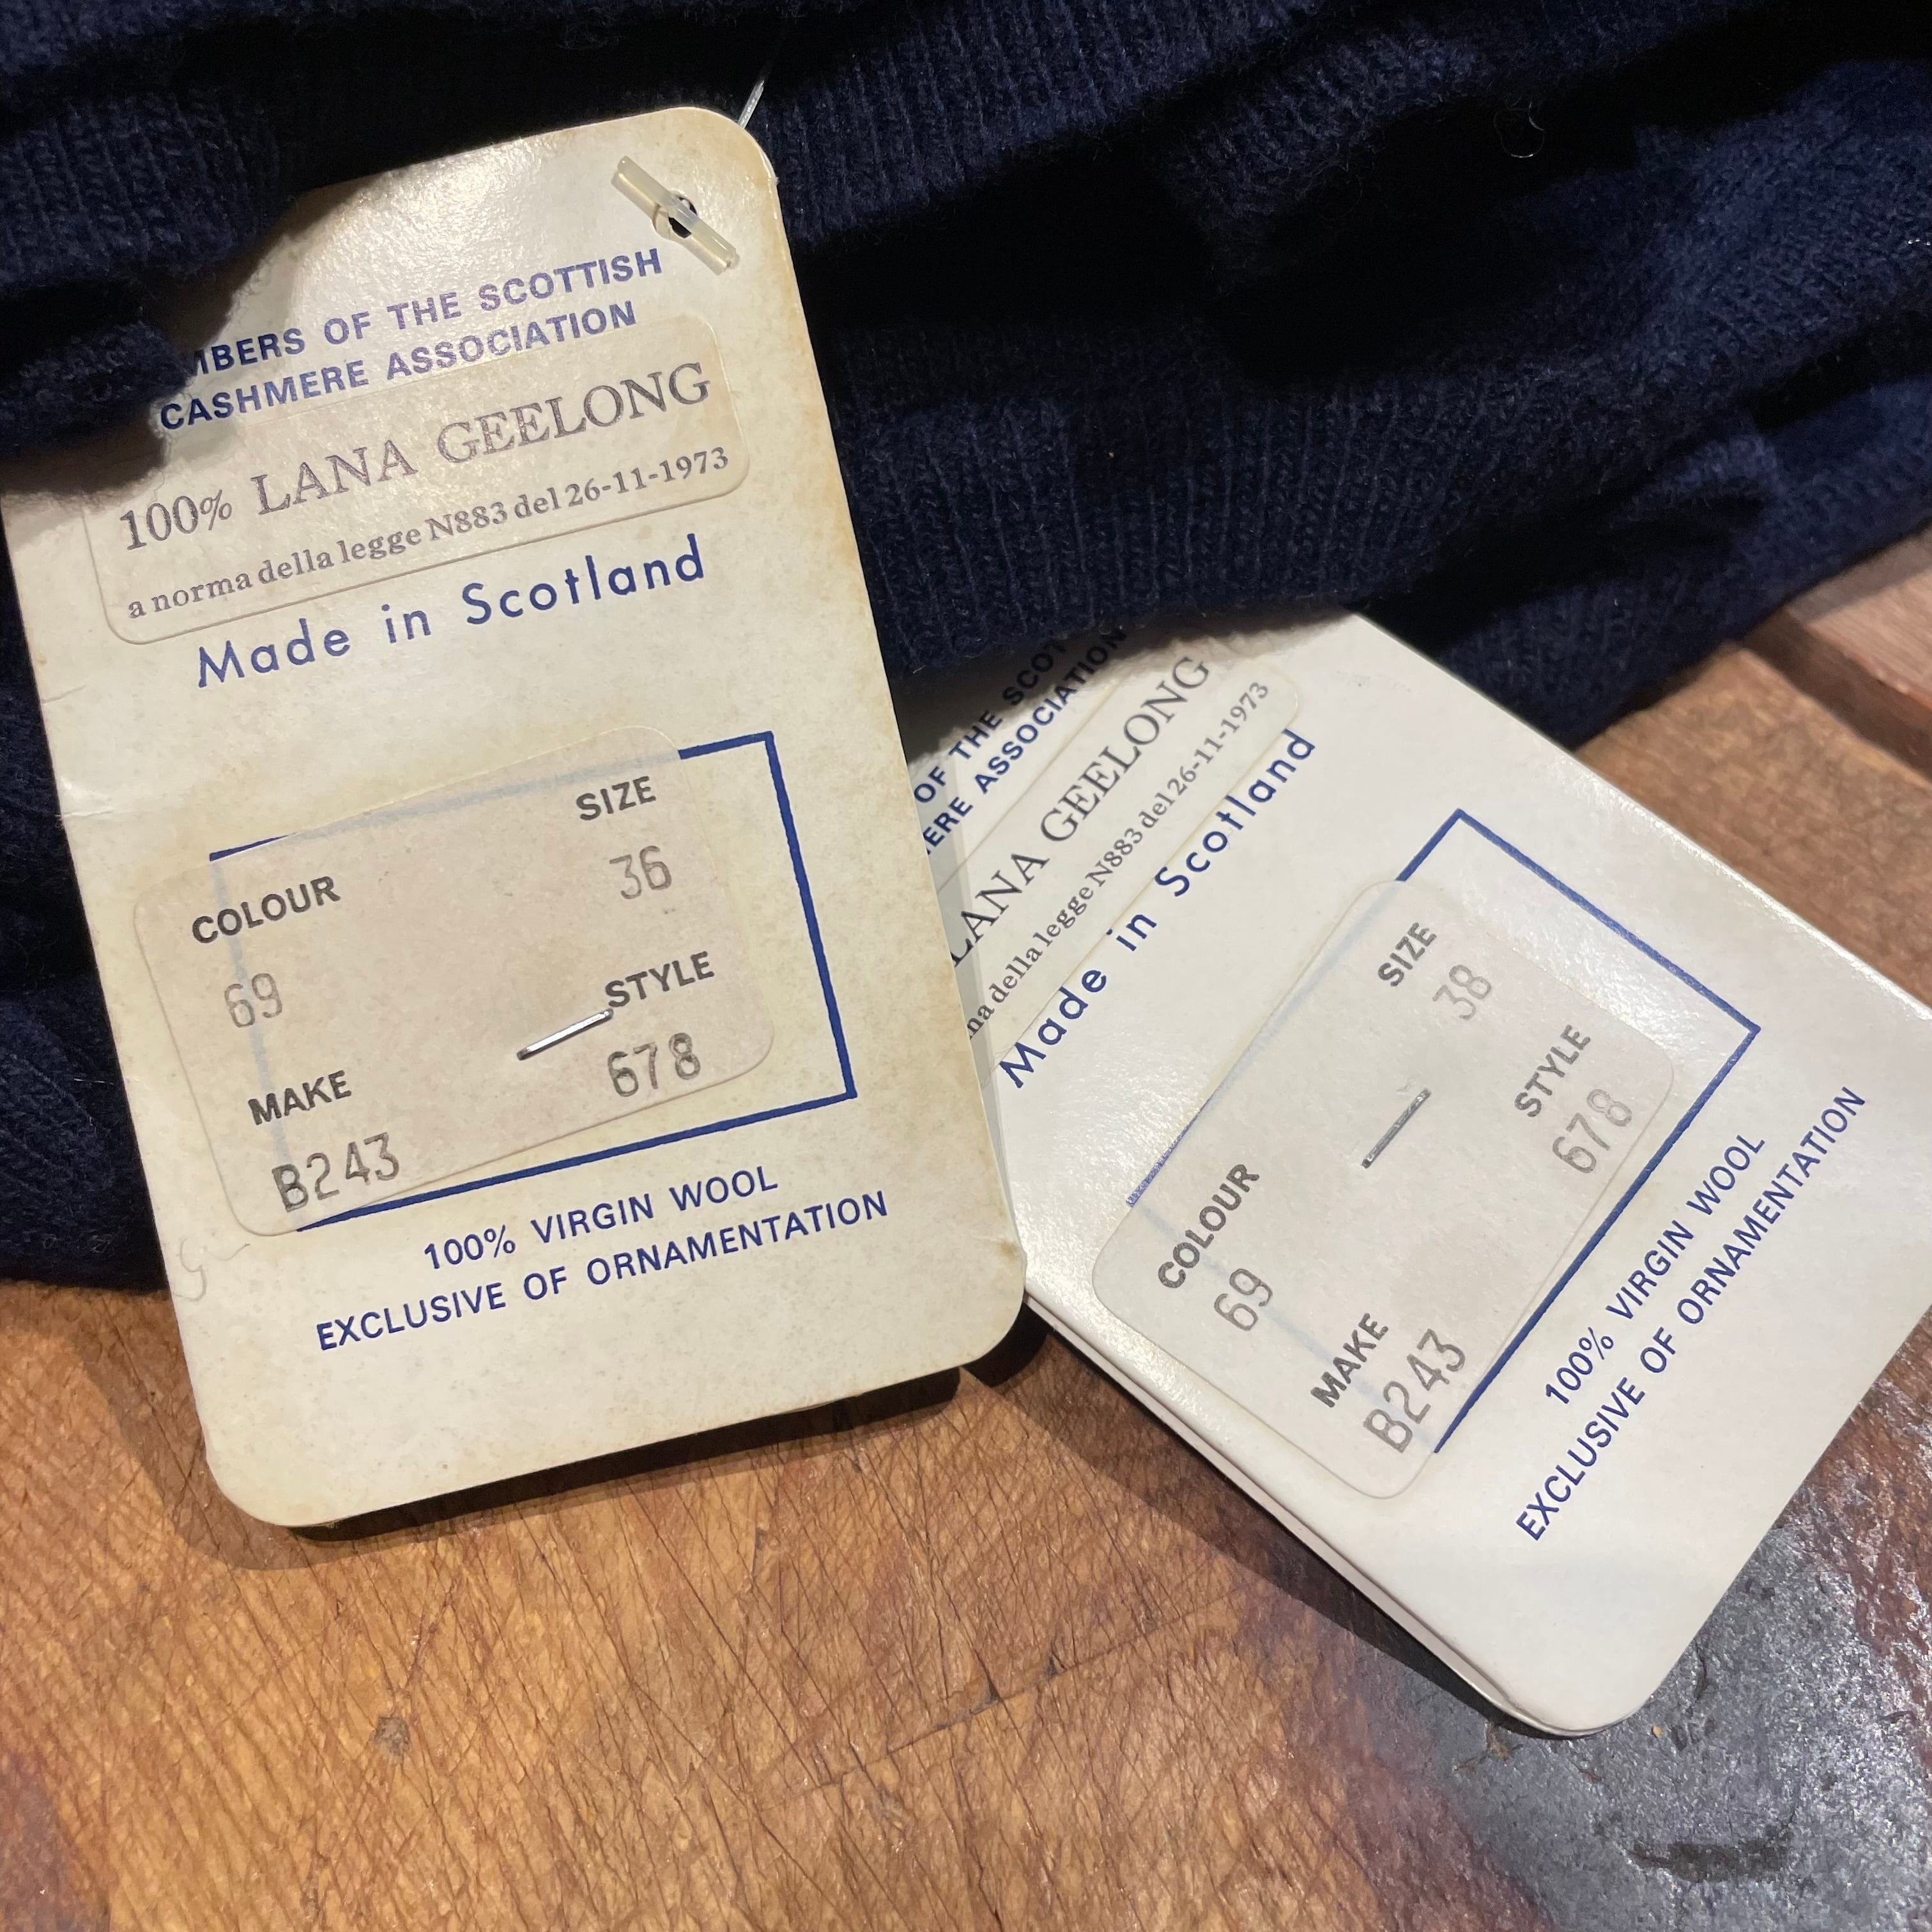 OF THE SCOTTISH
CASHMERE ASSOCIATION
100% LANA GEELONG
a norma della legge N883 del 26-11-1973
Made in Scotland
SIZE
36
COLOUR
69
STYLE
678
MAKE
B243
100% VIRGIN WOOL
EXCLUSIVE OF ORNAMENTATION
OF THE
ASSOCIATION
LANA GEELONG
della legge N883 del 26-11-1973
Made in Scotland
SIZE
38
COLOUR
69
STYLE
678
MAKE
B243
100% VIRGIN WOOL
EXCLUSIVE OF ORNAMENTATION